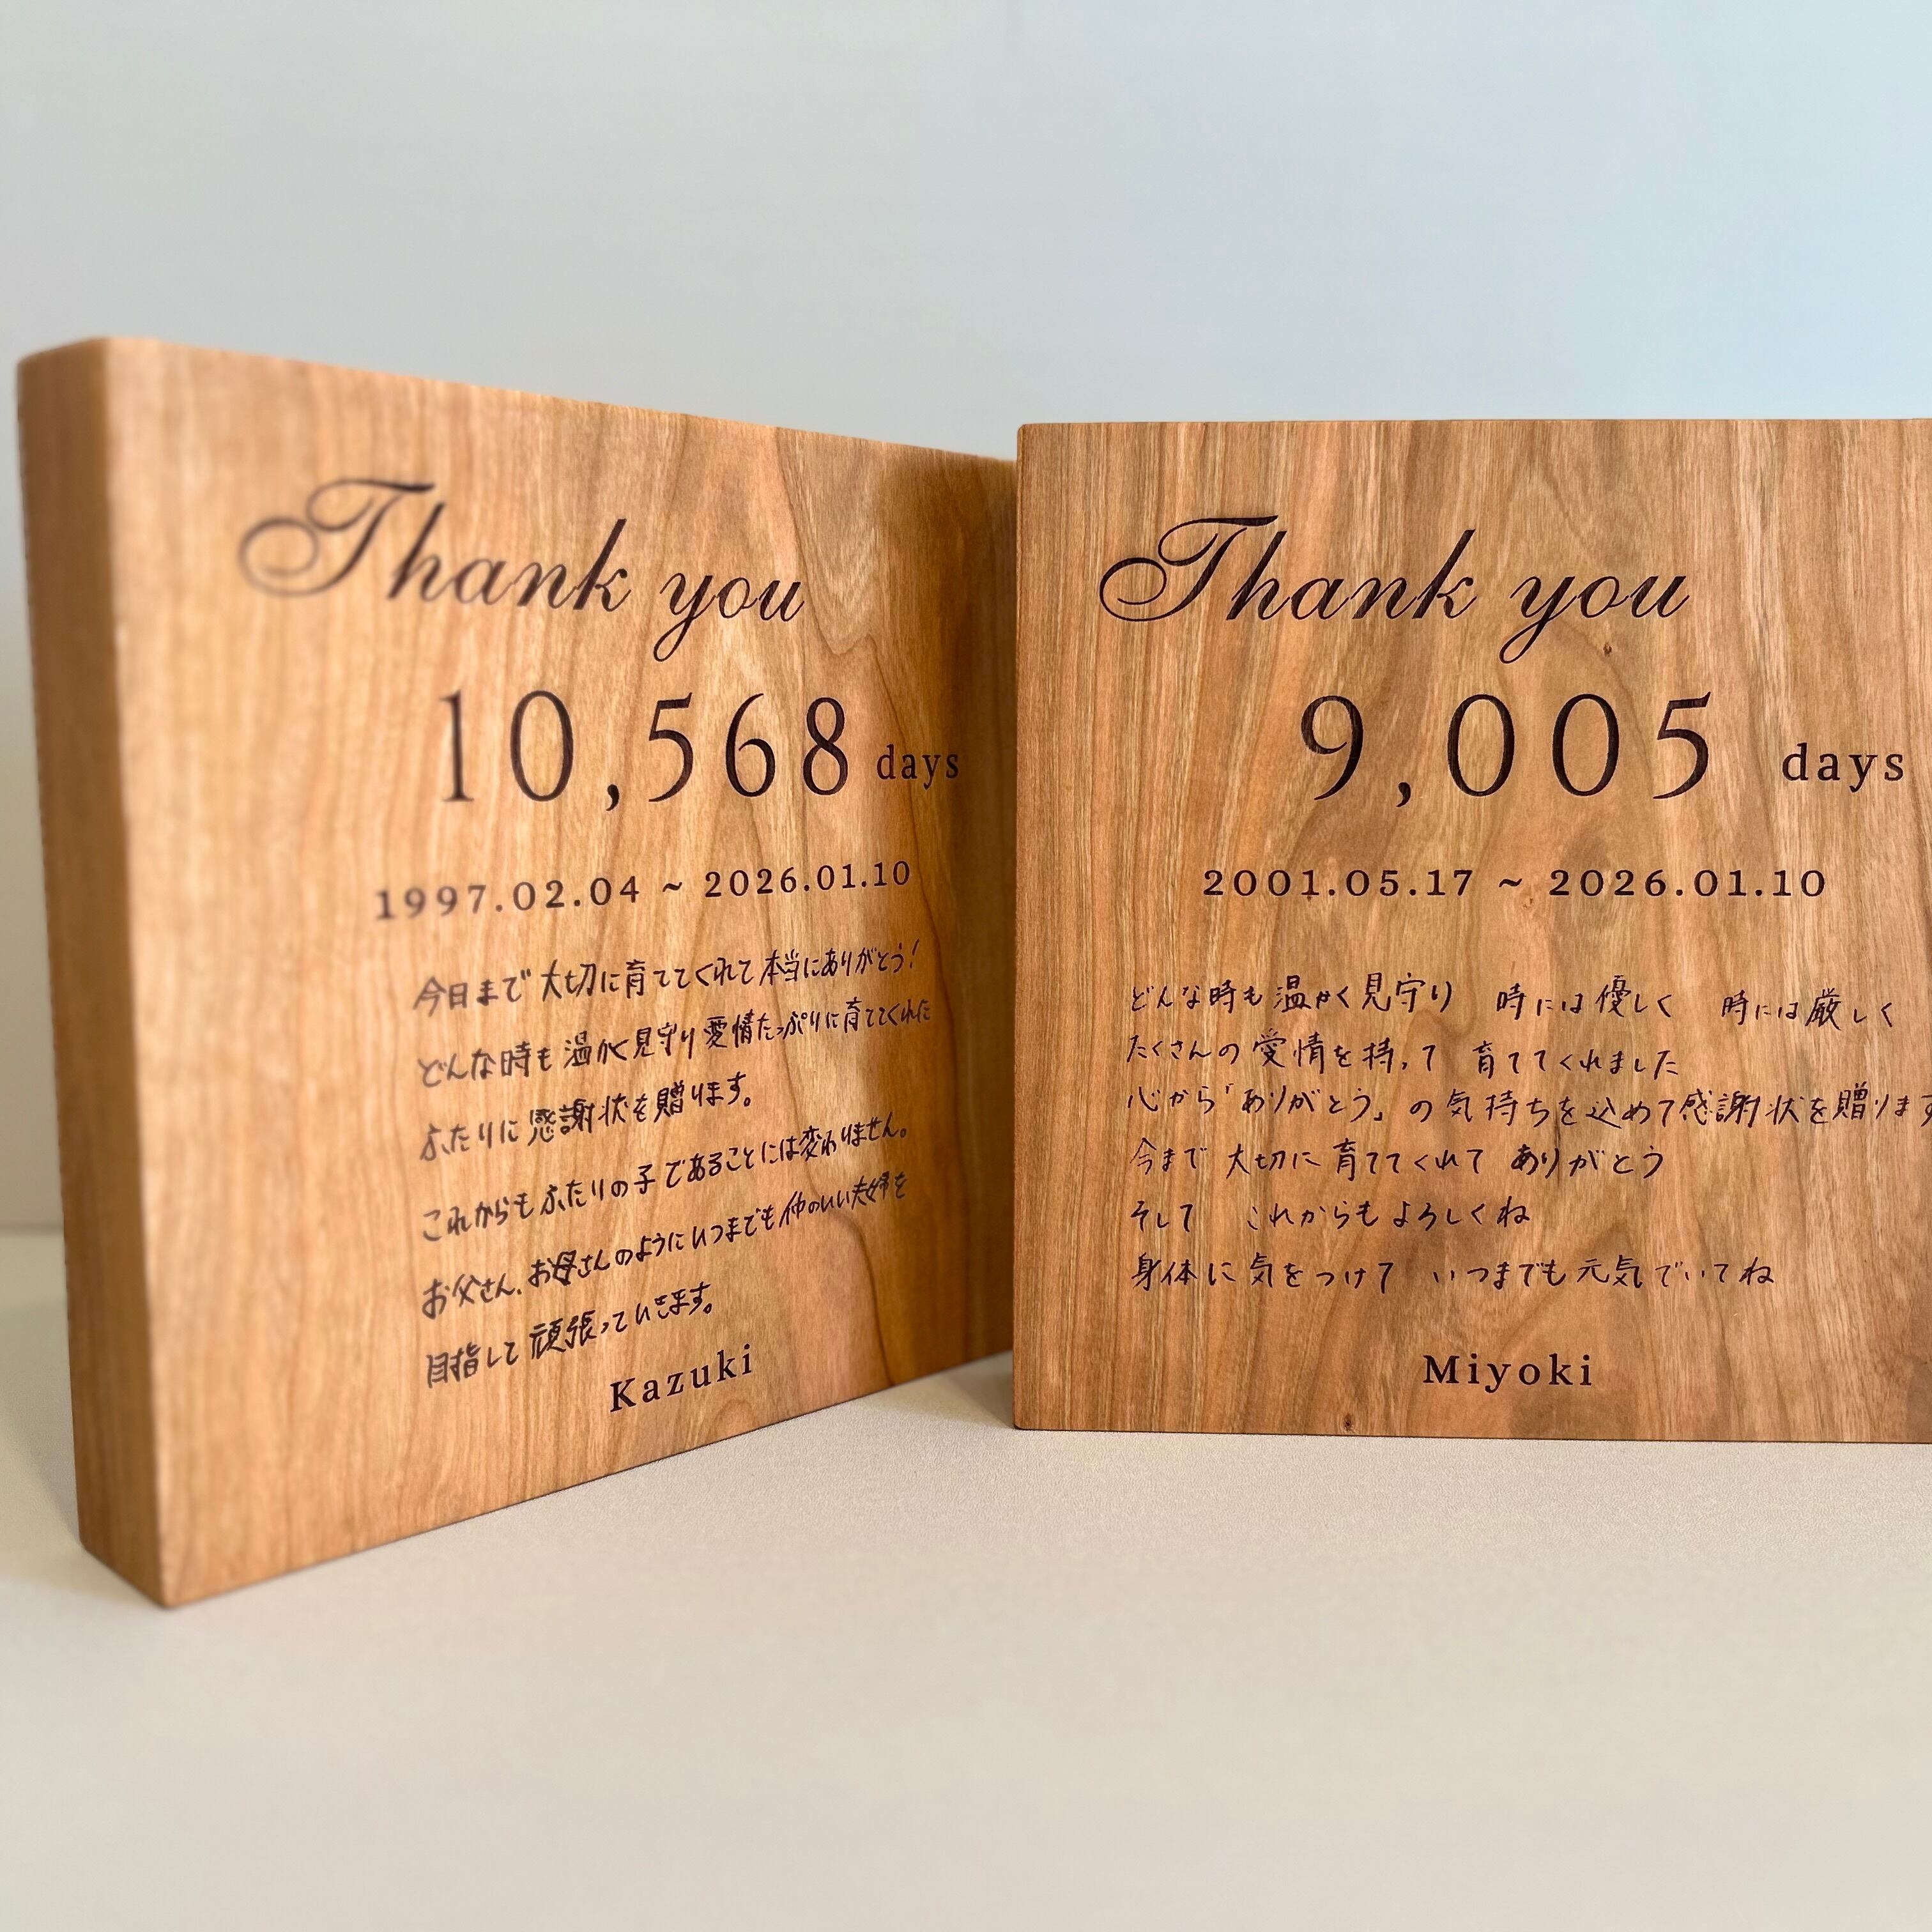 Thank you
10,568 days
1997.02.04 ~ 2026.01.10
今日まで大切に育ててくれて本当にありがとう!
どんな時も温かく見守り愛情たっぷりに育ててくれた
ふたりに感謝状を贈ります。
これからもふたりの子であることには変わりません。
お父さん、お母さんのようにいつまでも仲のいい夫婦を
目指して頑張っていきます。
Kazuki
Thank you
9,005 days
2001.05.17 ~ 2026.01.10
どんな時も温かく見守り 時には優しく 時には厳しく
たくさんの愛情を持って 育ててくれました
心から「ありがとう」の気持ちを込めて感謝状を贈ります
今まで 大切に育ててくれて ありがとう
そして これからもよろしくね
身体に気をつけて いつまでも元気でいてね
Miyoki